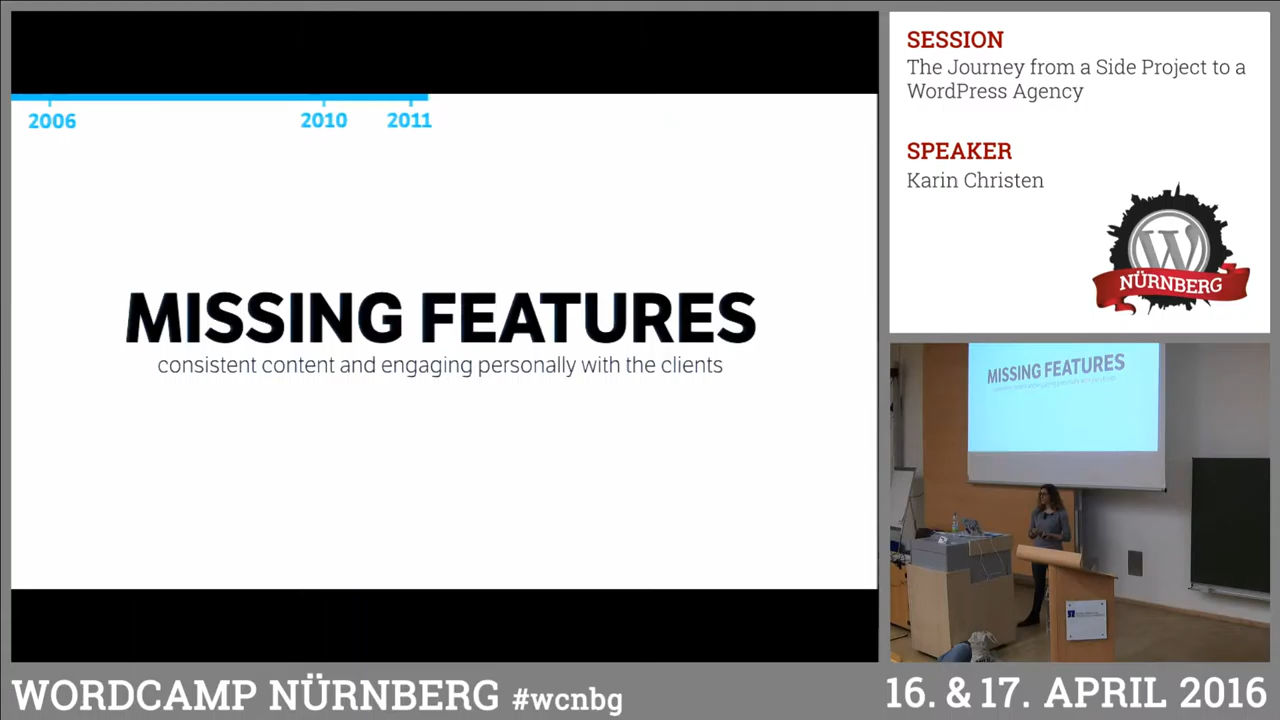 2006 2010 2011
MISSING FEATURES
consistent content and engaging personally with the clients
SESSION
The Journey from a Side Project to a
WordPress Agency
SPEAKER
Karin Christen
W
NÜRNBERG
MISSING FEATURES
WORDCAMP NÜRNBERG #wcnbg
16. & 17. APRIL 2016